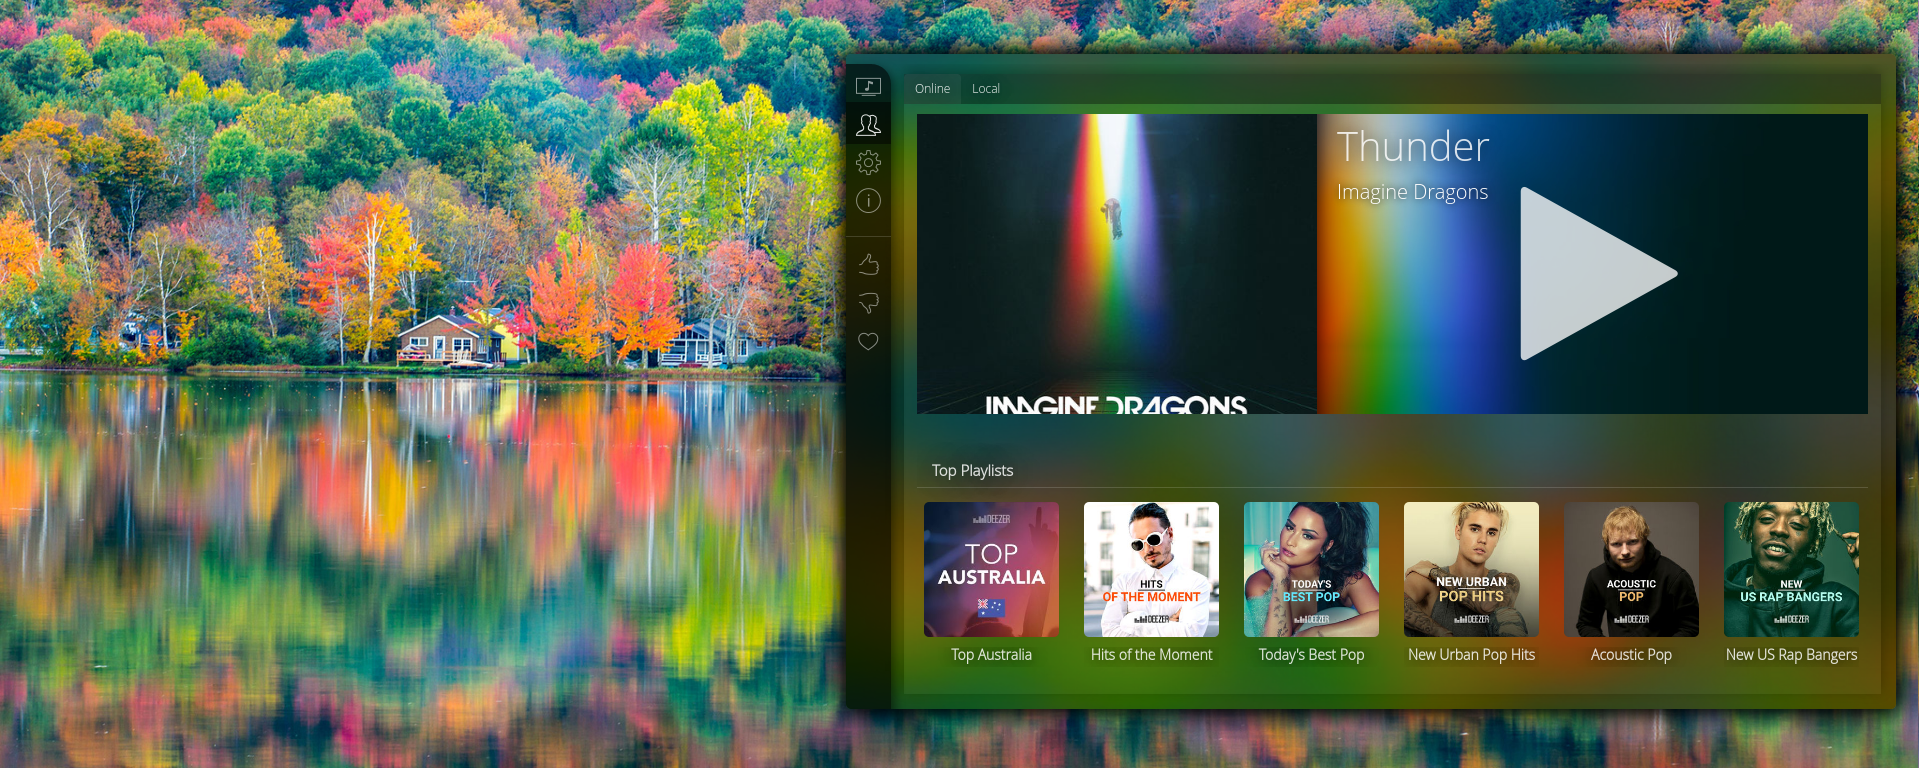 Online Local
Thunder
Imagine Dragons
IMAGINE DRAGONS
Top Playlists
DEEZER
TOP
AUSTRALIA
Top Australia
HITS
OF THE MOMENT
DEEZER
Hits of the Moment
TODAY'S
BEST POP
DEEZER
Today's Best Pop
NEW URBAN
POP HITS
DEEZER
New Urban Pop Hits
ACOUSTIC
POP
DEEZER
Acoustic Pop
NEW
US RAP BANGERS
DEEZER
New US Rap Bangers